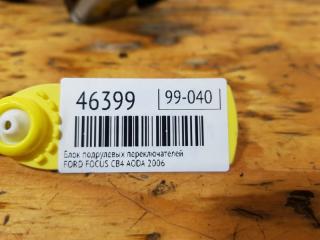 46399
99-040
Блок подрулевых переключателей
FORD FOCUS CB4 AODA 2006